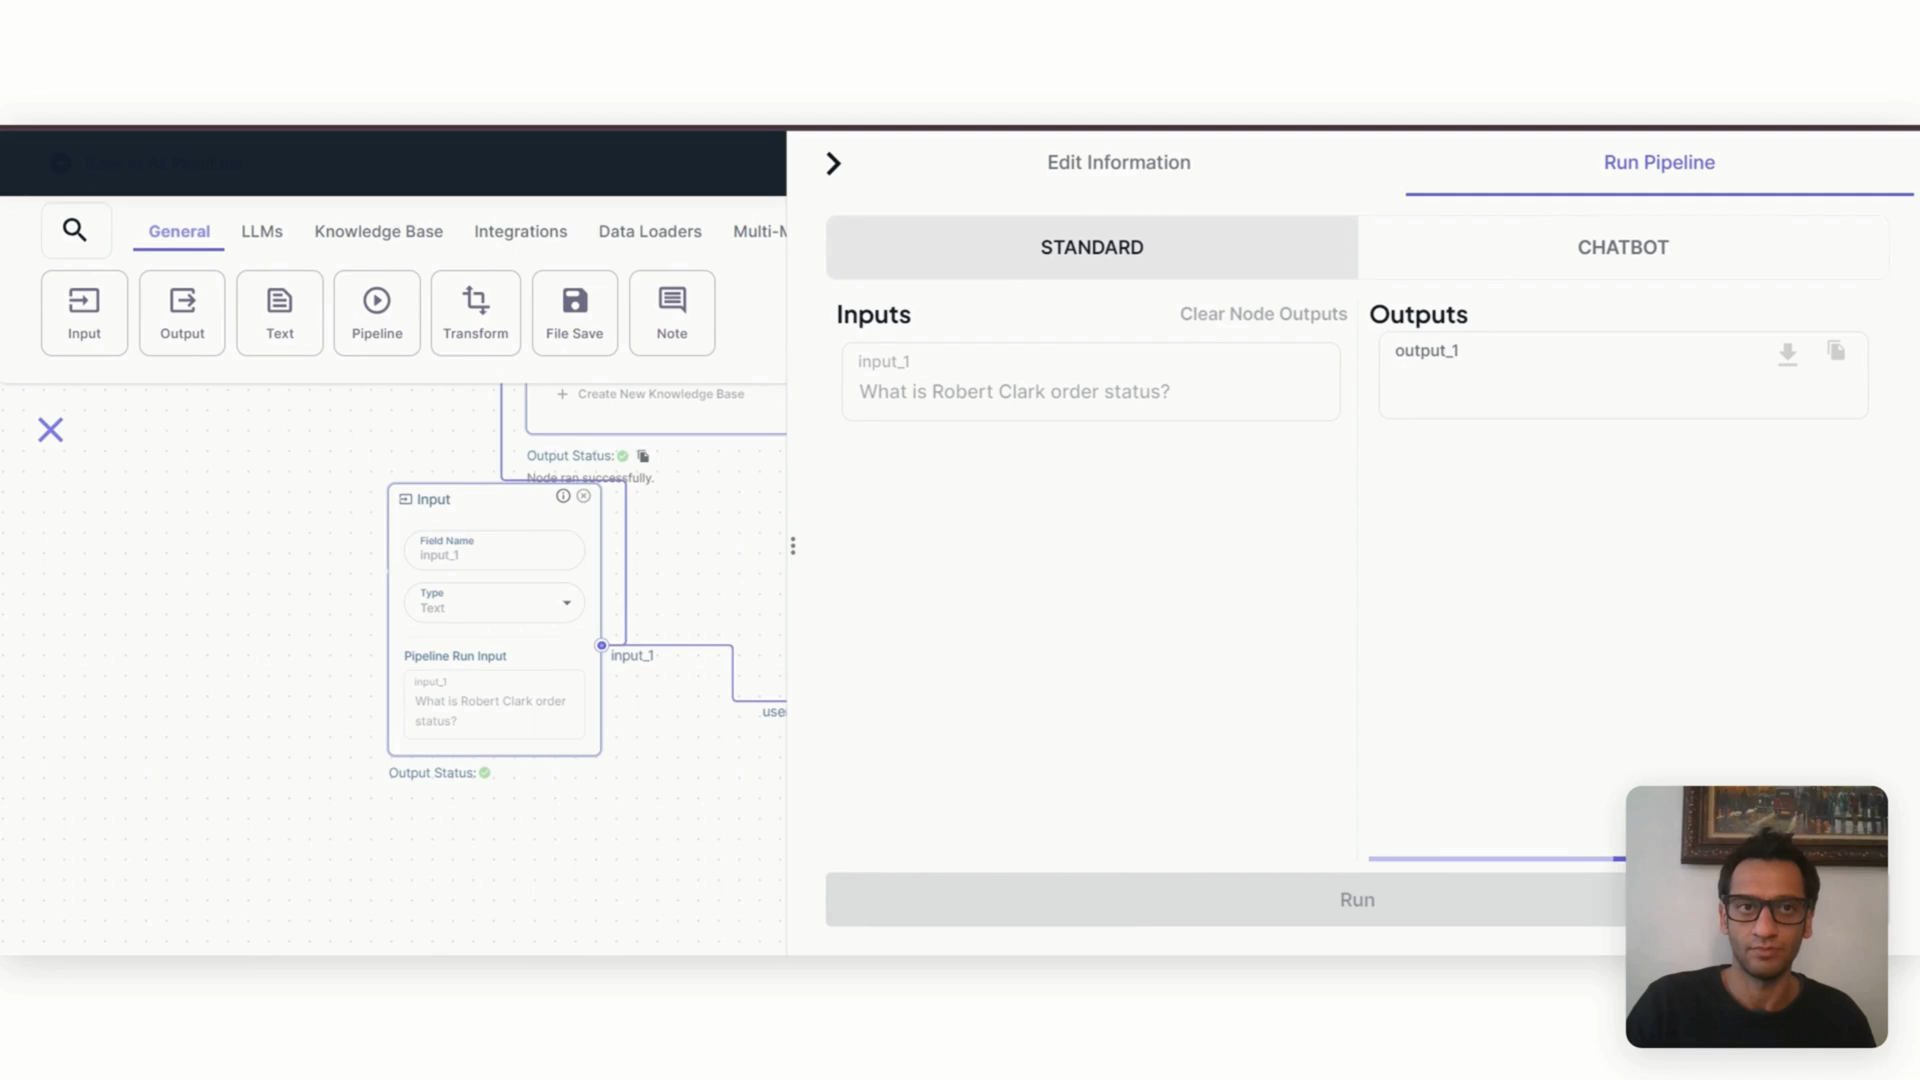 Edit Information
Run Pipeline
General
LLMs
Knowledge Base
Integrations
Data Loaders
Multi-M
Input
Output
Text
Pipeline
Transform
File Save
Note
STANDARD
CHATBOT
Inputs
Clear Node Outputs
Outputs
input_1
What is Robert Clark order status?
output_1
+ Create New Knowledge Base
Output Status:
Node ran successfully.
Input
Field Name
input_1
Type
Text
Pipeline Run Input
input_1
What is Robert Clark order
status?
input_1
use
Output Status:
Run